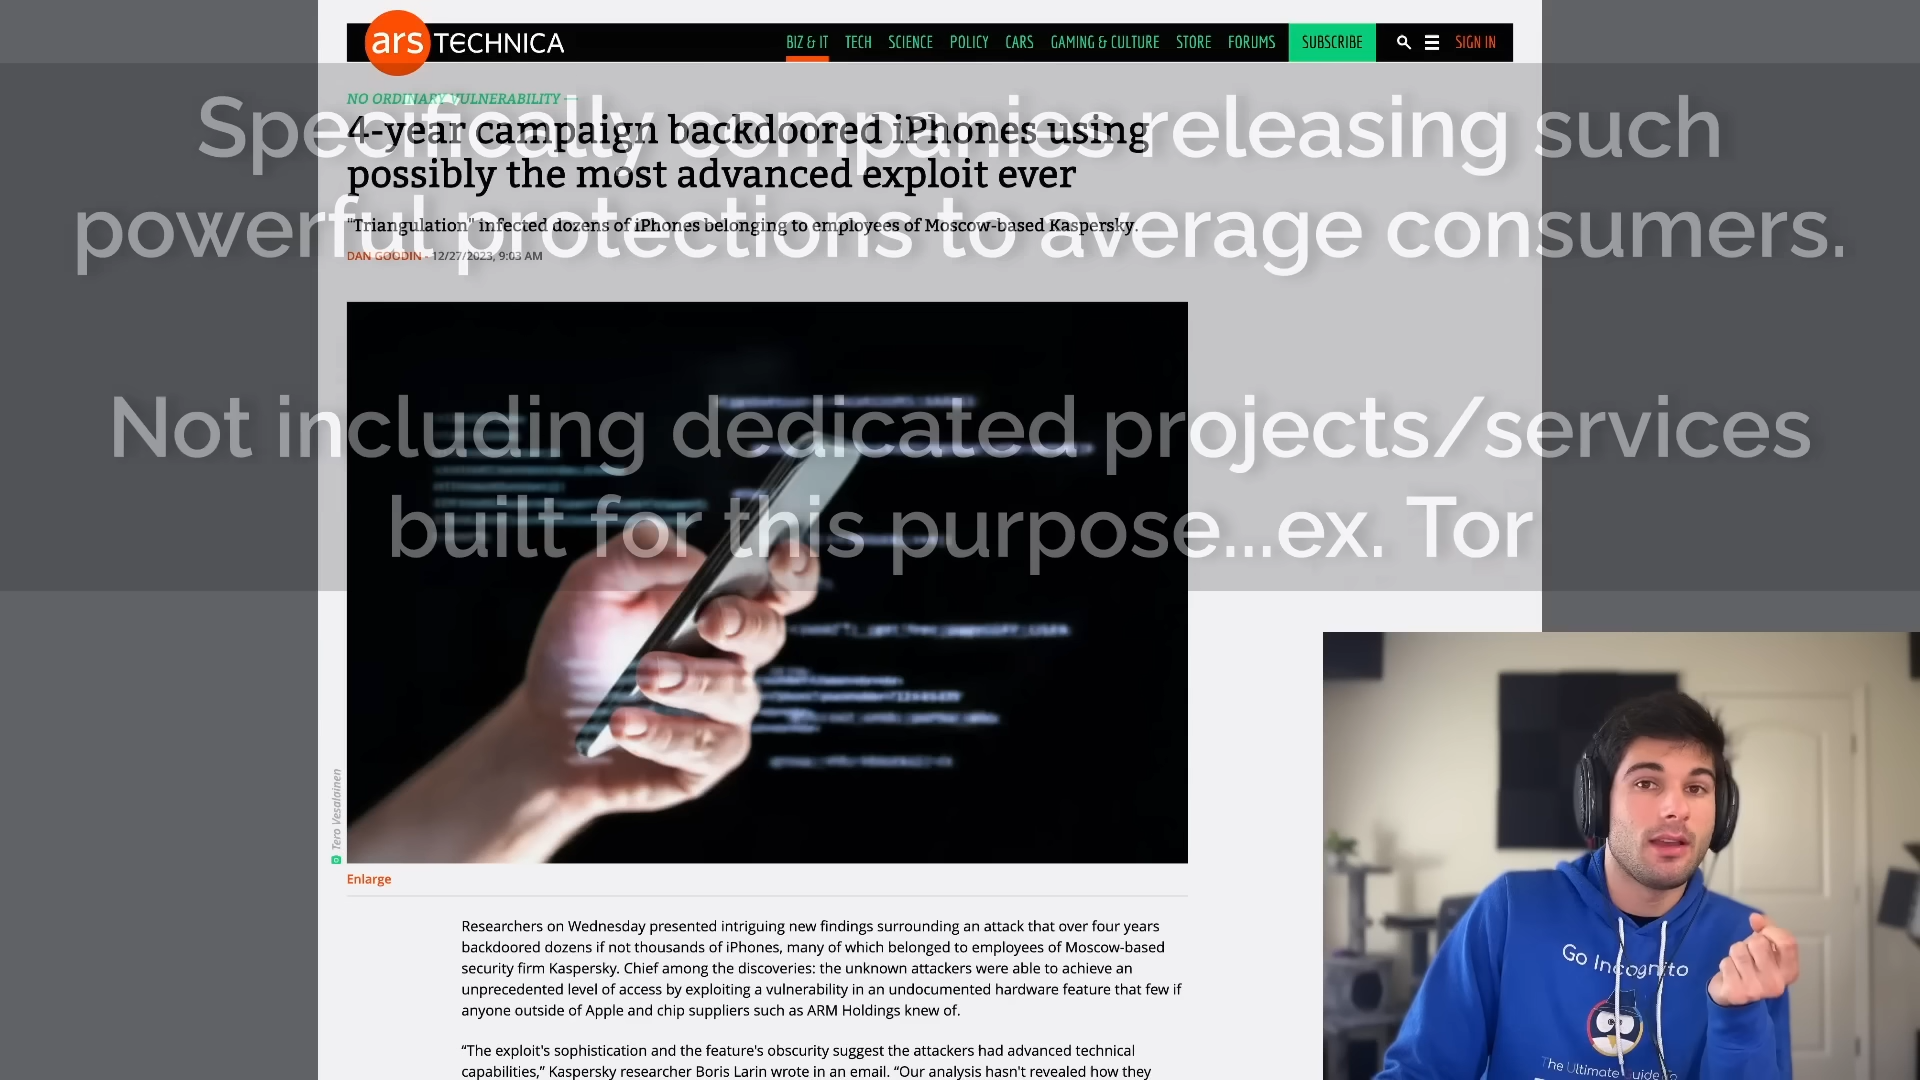 ars TECHNICA
BIZ & IT TECH SCIENCE POLICY CARS GAMING & CULTURE STORE FORUMS SUBSCRIBE SIGN IN
NO ORDINARY VULNERABILITY —
4-year campaign backdoored iPhones using
possibly the most advanced exploit ever
"Triangulation" infected dozens of iPhones belonging to employees of Moscow-based Kaspersky.
DAN GOODIN - 12/27/2023, 9:03 AM
Specifically companies releasing such
powerful protections to average consumers.
Not including dedicated projects/services
built for this purpose...ex. Tor
Tero Vesalainen
Enlarge
Researchers on Wednesday presented intriguing new findings surrounding an attack that over four years
backdoored dozens if not thousands of iPhones, many of which belonged to employees of Moscow-based
security firm Kaspersky. Chief among the discoveries: the unknown attackers were able to achieve an
unprecedented level of access by exploiting a vulnerability in an undocumented hardware feature that few if
anyone outside of Apple and chip suppliers such as ARM Holdings knew of.
“The exploit's sophistication and the feature's obscurity suggest the attackers had advanced technical
capabilities,” Kaspersky researcher Boris Larin wrote in an email. “Our analysis hasn't revealed how they
Go Incognito
The Ultimate Guide To